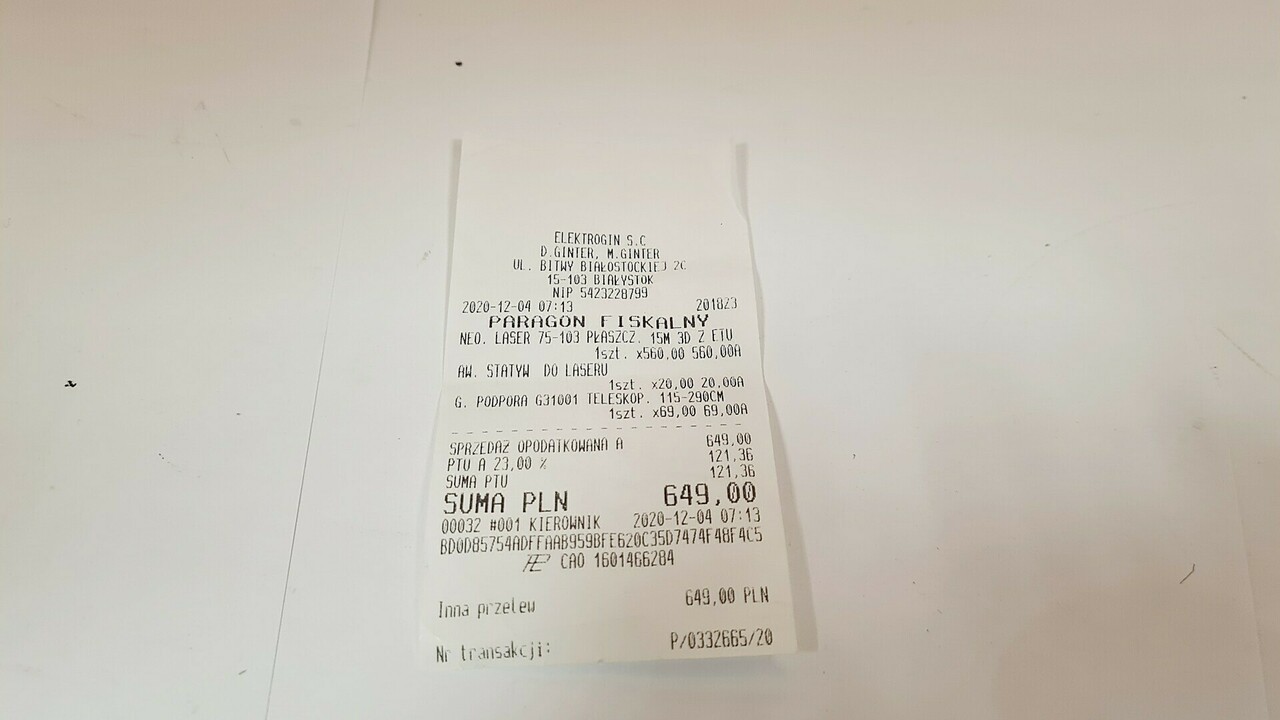 ELEKTROGIN S.C
D.GINTER, M.GINTER
UL. BITWY BIAŁOSTOCKIEJ 2C
15-103 BIAŁYSTOK
NIP 5423228799
2020-12-04 07:13 201823
PARAGON FISKALNY
NEO. LASER 75-103 PŁASZCZ. 15M 3D Z ETU
1szt. x560,00 560,00A
AW. STATYW DO LASERU
1szt. x20,00 20,00A
G. PODPORA G31001 TELESKOP. 115-290CM
1szt. x69,00 69,00A
SPRZEDAŻ OPODATKOWANA A 649,00
PTU A 23,00 % 121,36
SUMA PTU 121,36
SUMA PLN 649,00
00032 #001 KIEROWNIK 2020-12-04 07:13
BD0D85754ADFFAAB959BFE620C35D7474F48F4C5
CAO 1601466284
Inna przelew 649,00 PLN
Nr transakcji: P/0332665/20